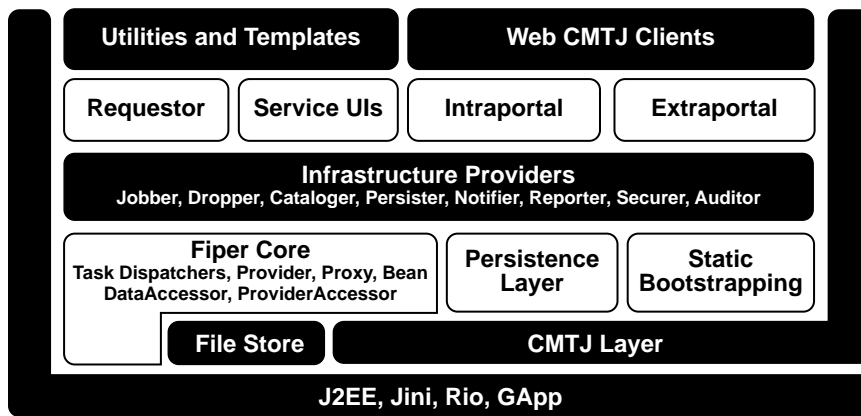 Utilities and Templates
Web CMTJ Clients
Requestor
Service UIs
Intraportal
Extraportal
Infrastructure Providers
Jobber, Dropper, Cataloger, Persister, Notifier, Reporter, Securer, Auditor
Fiper Core
Task Dispatchers, Provider, Proxy, Bean
DataAccessor, ProviderAccessor
Persistence
Layer
Static
Bootstrapping
File Store
CMTJ Layer
J2EE, Jini, Rio, GApp